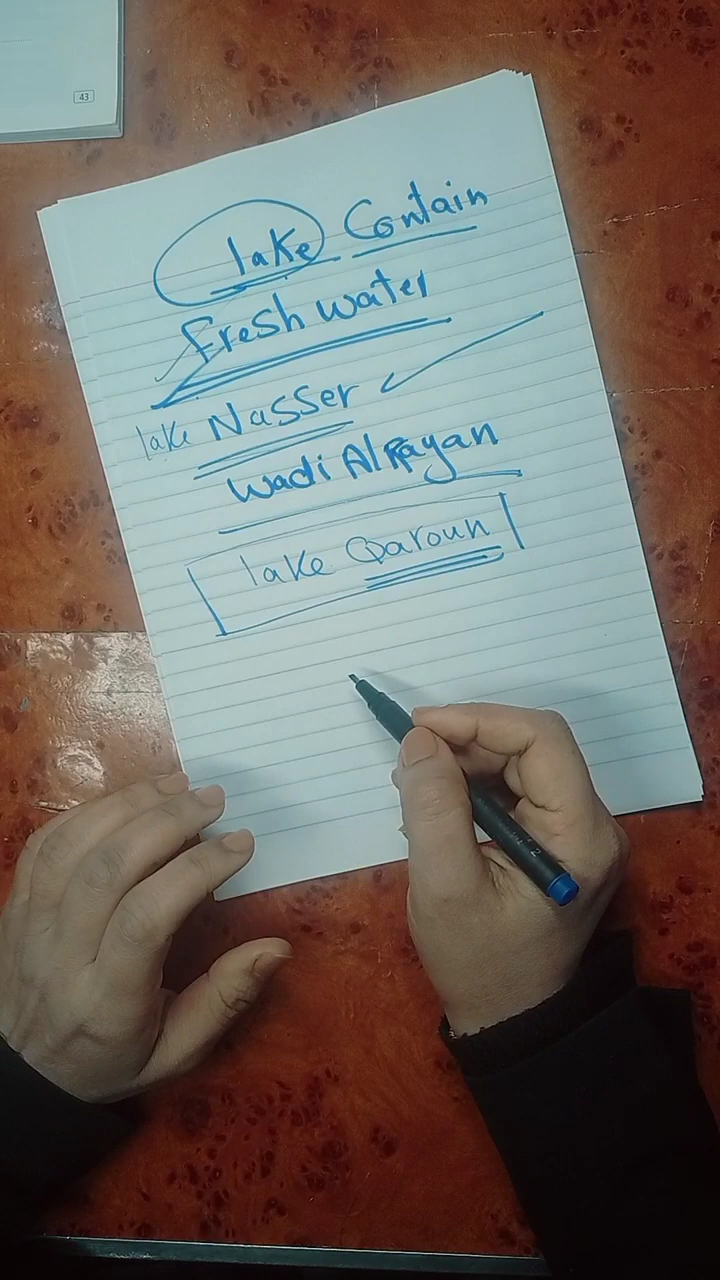 43
lake Contain
fresh water
lake Nasser
Wadi AlRayan
lake Qaroun